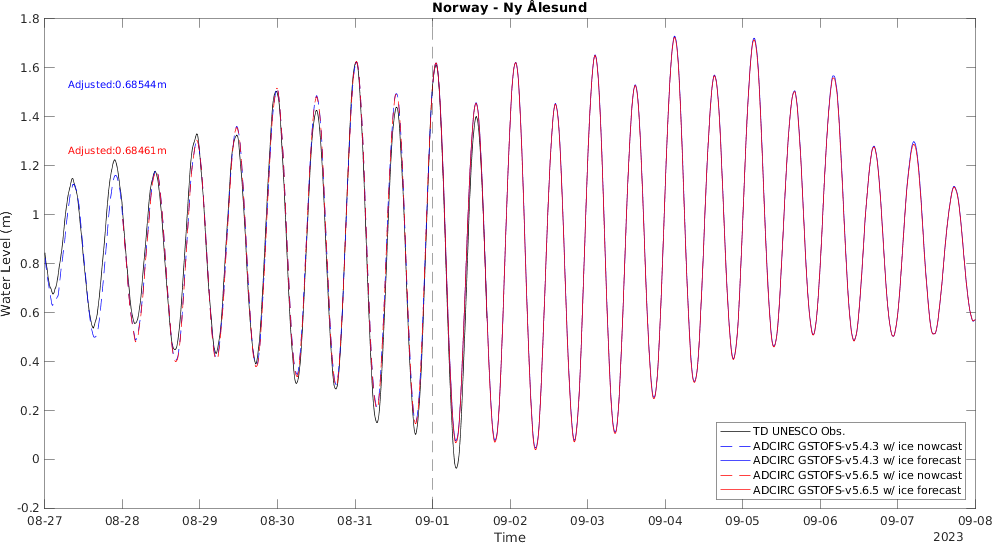 Norway - Ny Ålesund
1.8
1.6
1.4
1.2
1
0.8
0.6
0.4
0.2
0
-0.2
Water Level (m)
Adjusted:0.68544m
Adjusted:0.68461m
TD UNESCO Obs.
ADCIRC GSTOFS-v5.4.3 w/ ice nowcast
ADCIRC GSTOFS-v5.4.3 w/ ice forecast
ADCIRC GSTOFS-v5.6.5 w/ ice nowcast
ADCIRC GSTOFS-v5.6.5 w/ ice forecast
08-27 08-28 08-29 08-30 08-31 09-01 09-02 09-03 09-04 09-05 09-06 09-07 09-08
Time
2023